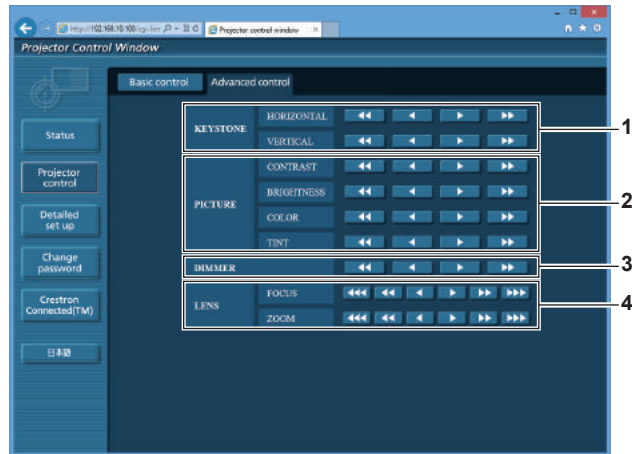 Projector control window
Projector Control Window
Basic control Advanced control
Status
Projector control
Detailed set up
Change password
Crestron Connected(TM)
日本語
KEYSTONE
HORIZONTAL
VERTICAL
1
PICTURE
CONTRAST
BRIGHTNESS
COLOR
TINT
2
DIMMER
3
LENS
FOCUS
ZOOM
4